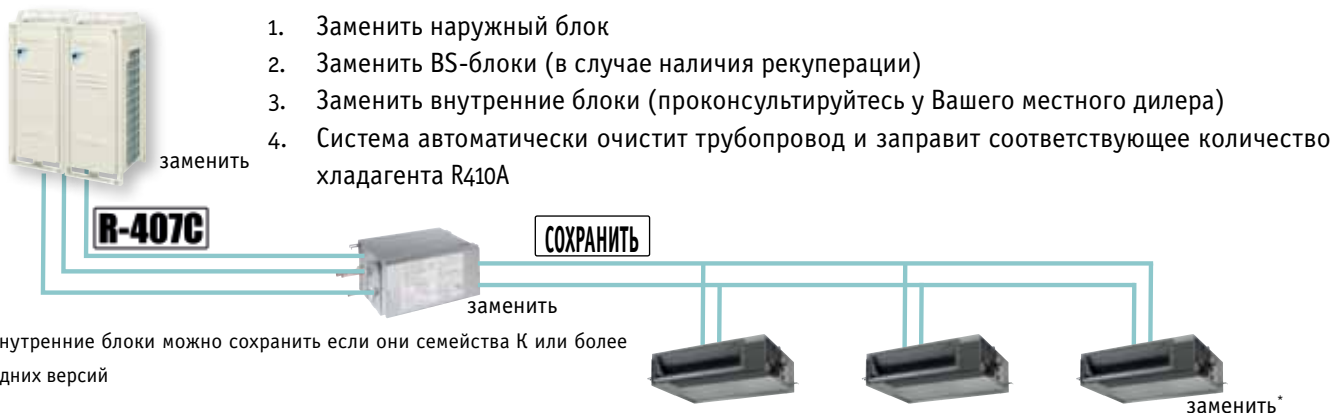 1. Заменить наружный блок
2. Заменить BS-блоки (в случае наличия рекуперации)
3. Заменить внутренние блоки (проконсультируйтесь у Вашего местного дилера)
4. Система автоматически очистит трубопровод и заправит соответствующее количество
хладагента R410A
заменить
R-407C
СОХРАНИТЬ
заменить
нутренние блоки можно сохранить если они семейства К или более
дних версий
заменить*